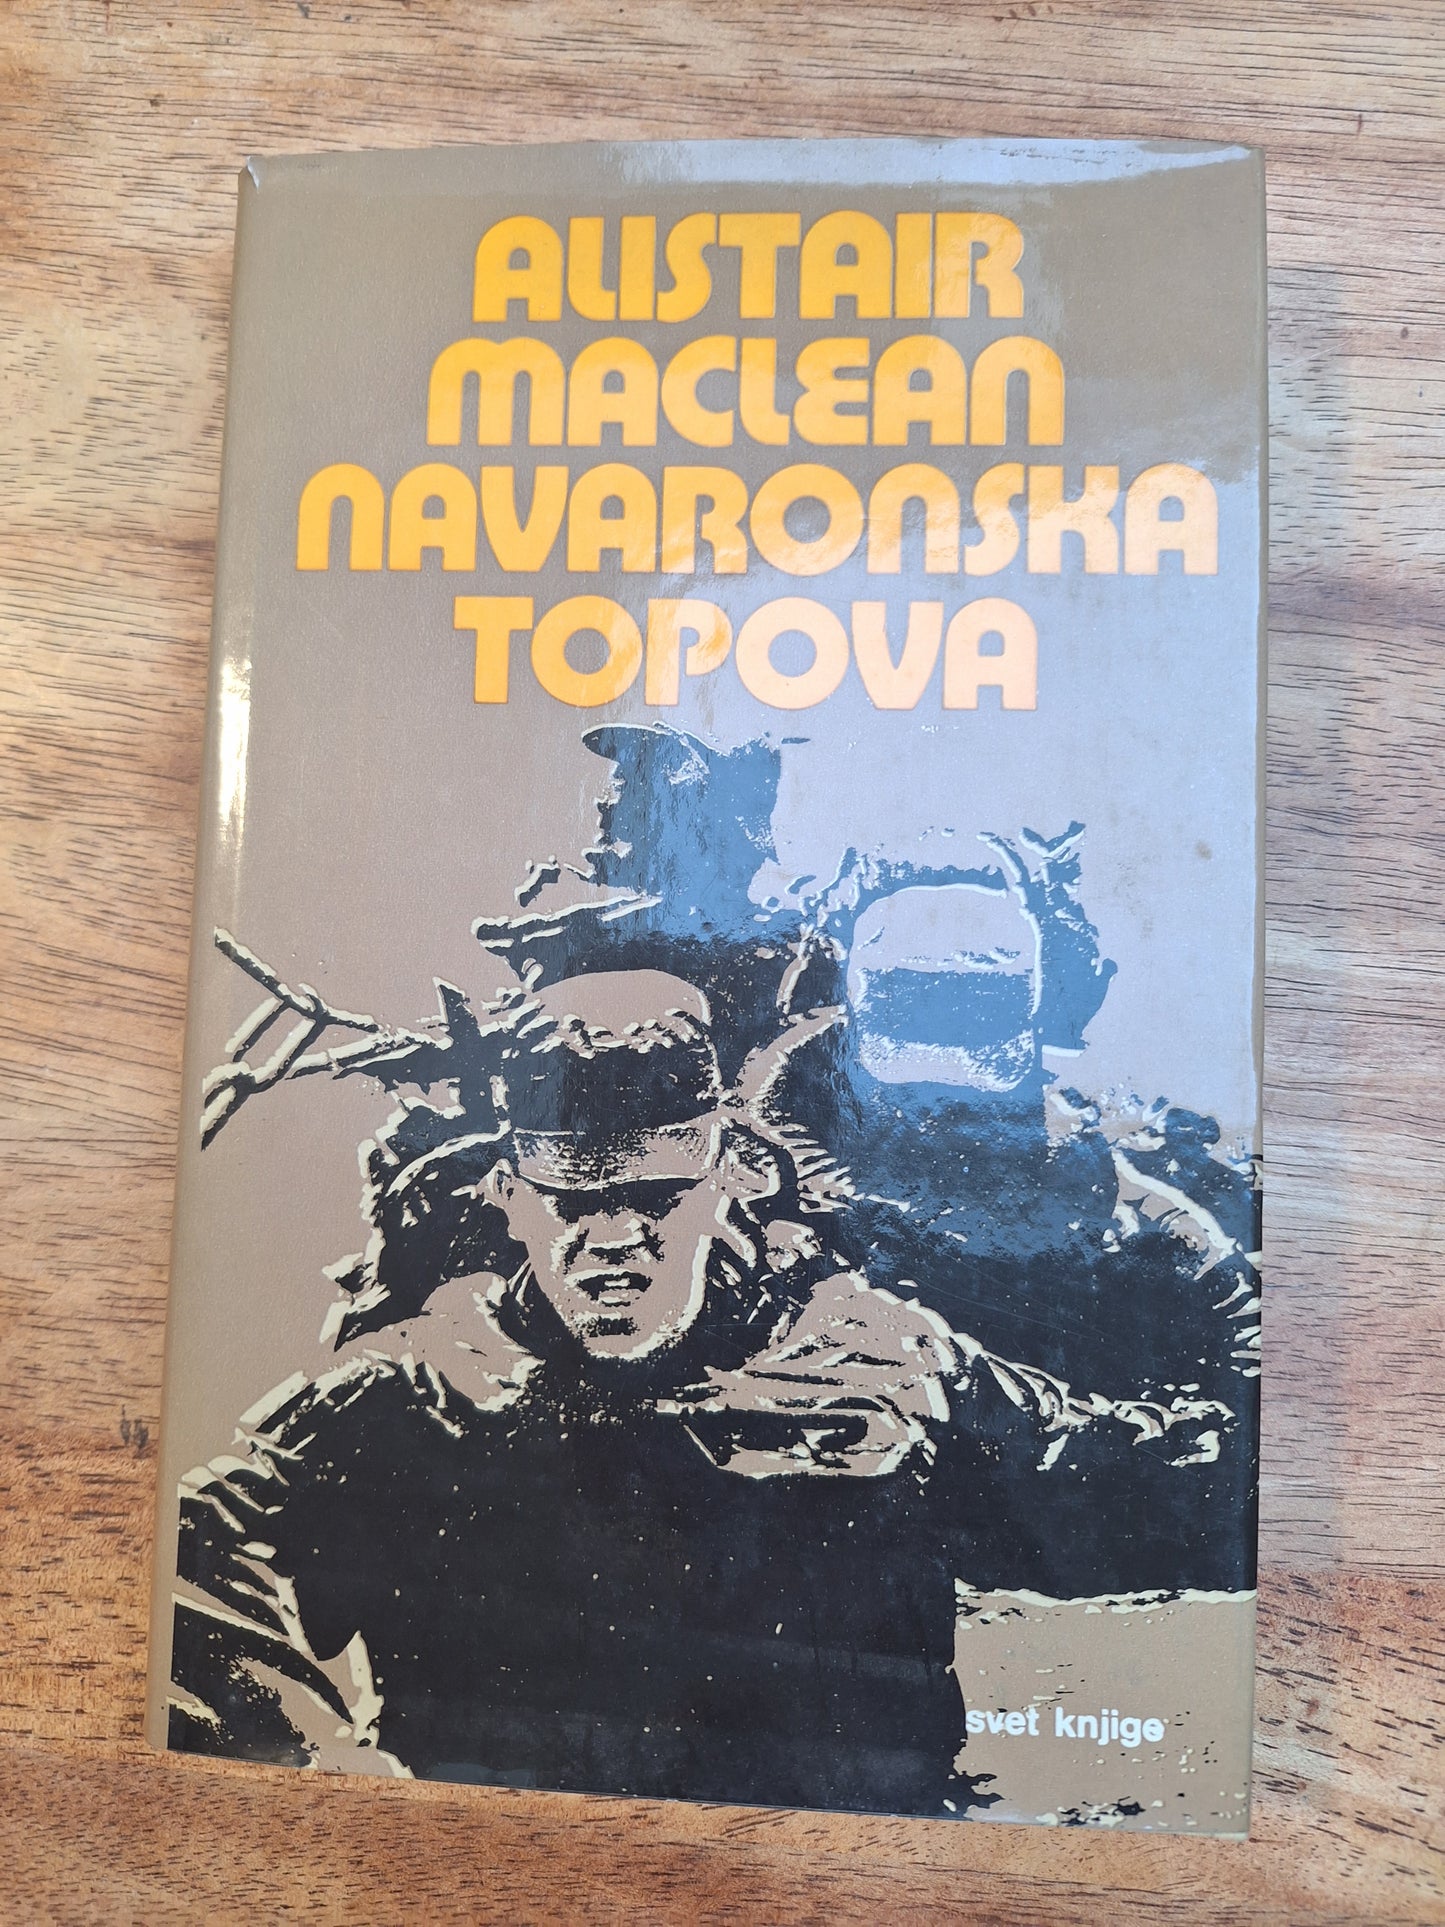 ALISTAIR
MACLEAN
NAVARONSKA
TOPOVA
svet knjige